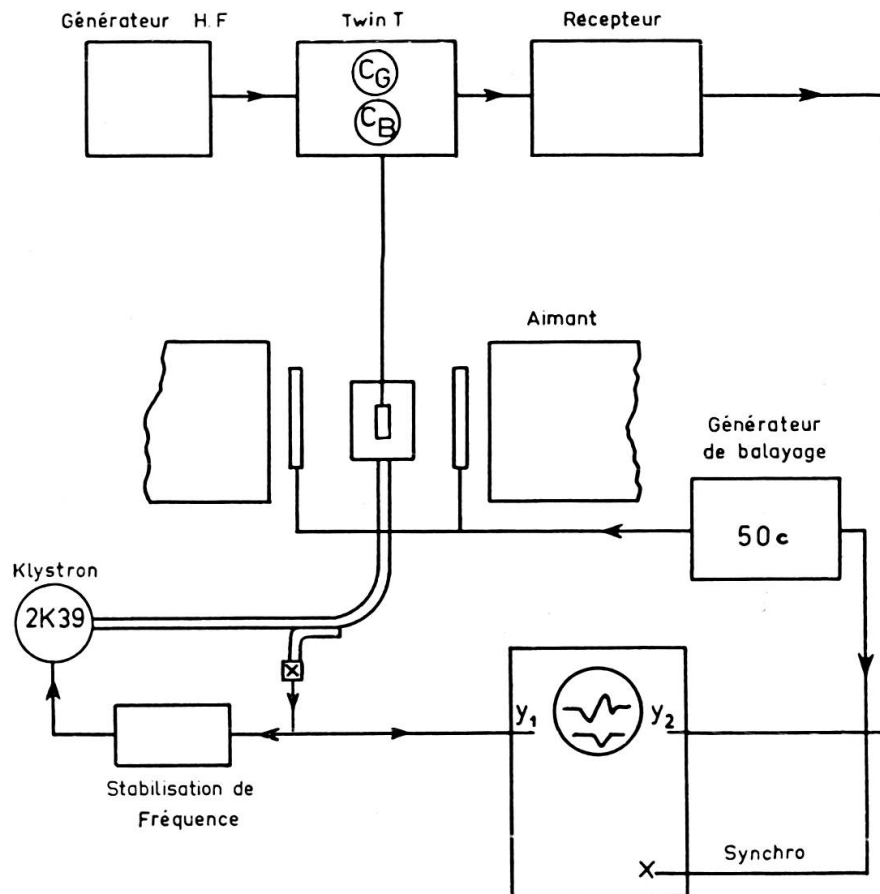 Générateur H.F
Twin T
Récepteur
CG
CB
Aimant
Générateur
de balayage
50c
Klystron
2K39
y1
y2
Stabilisation de
Fréquence
X
Synchro